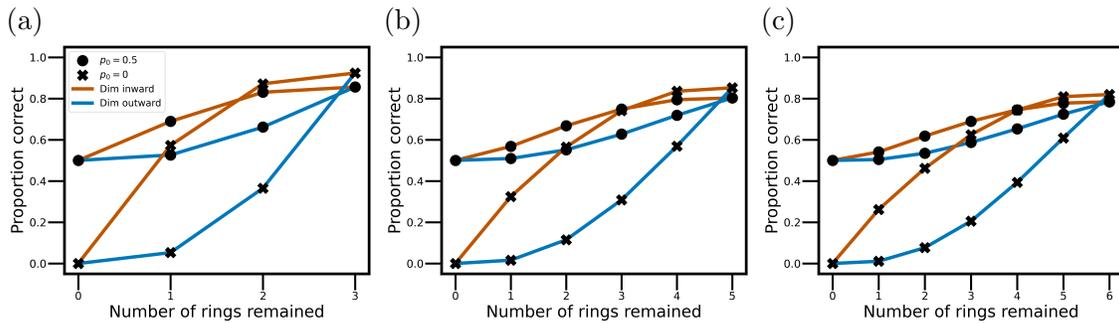 (a)
1.0
0.8
0.6
0.4
0.2
0.0
Proportion correct
p₀ = 0.5
p₀ = 0
Dim inward
Dim outward
0 1 2 3
Number of rings remained
(b)
1.0
0.8
0.6
0.4
0.2
0.0
Proportion correct
0 1 2 3 4 5
Number of rings remained
(c)
1.0
0.8
0.6
0.4
0.2
0.0
Proportion correct
0 1 2 3 4 5 6
Number of rings remained